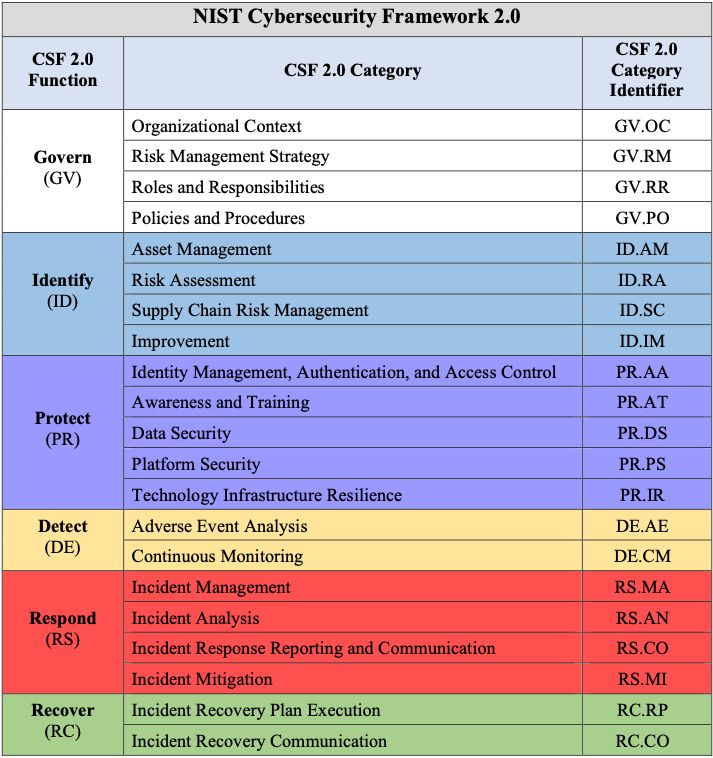 NIST Cybersecurity Framework 2.0
CSF 2.0 Function CSF 2.0 Category CSF 2.0 Category Identifier
Govern (GV)
Organizational Context GV.OC
Risk Management Strategy GV.RM
Roles and Responsibilities GV.RR
Policies and Procedures GV.PO
Identify (ID)
Asset Management ID.AM
Risk Assessment ID.RA
Supply Chain Risk Management ID.SC
Improvement ID.IM
Protect (PR)
Identity Management, Authentication, and Access Control PR.AA
Awareness and Training PR.AT
Data Security PR.DS
Platform Security PR.PS
Technology Infrastructure Resilience PR.IR
Detect (DE)
Adverse Event Analysis DE.AE
Continuous Monitoring DE.CM
Respond (RS)
Incident Management RS.MA
Incident Analysis RS.AN
Incident Response Reporting and Communication RS.CO
Incident Mitigation RS.MI
Recover (RC)
Incident Recovery Plan Execution RC.RP
Incident Recovery Communication RC.CO